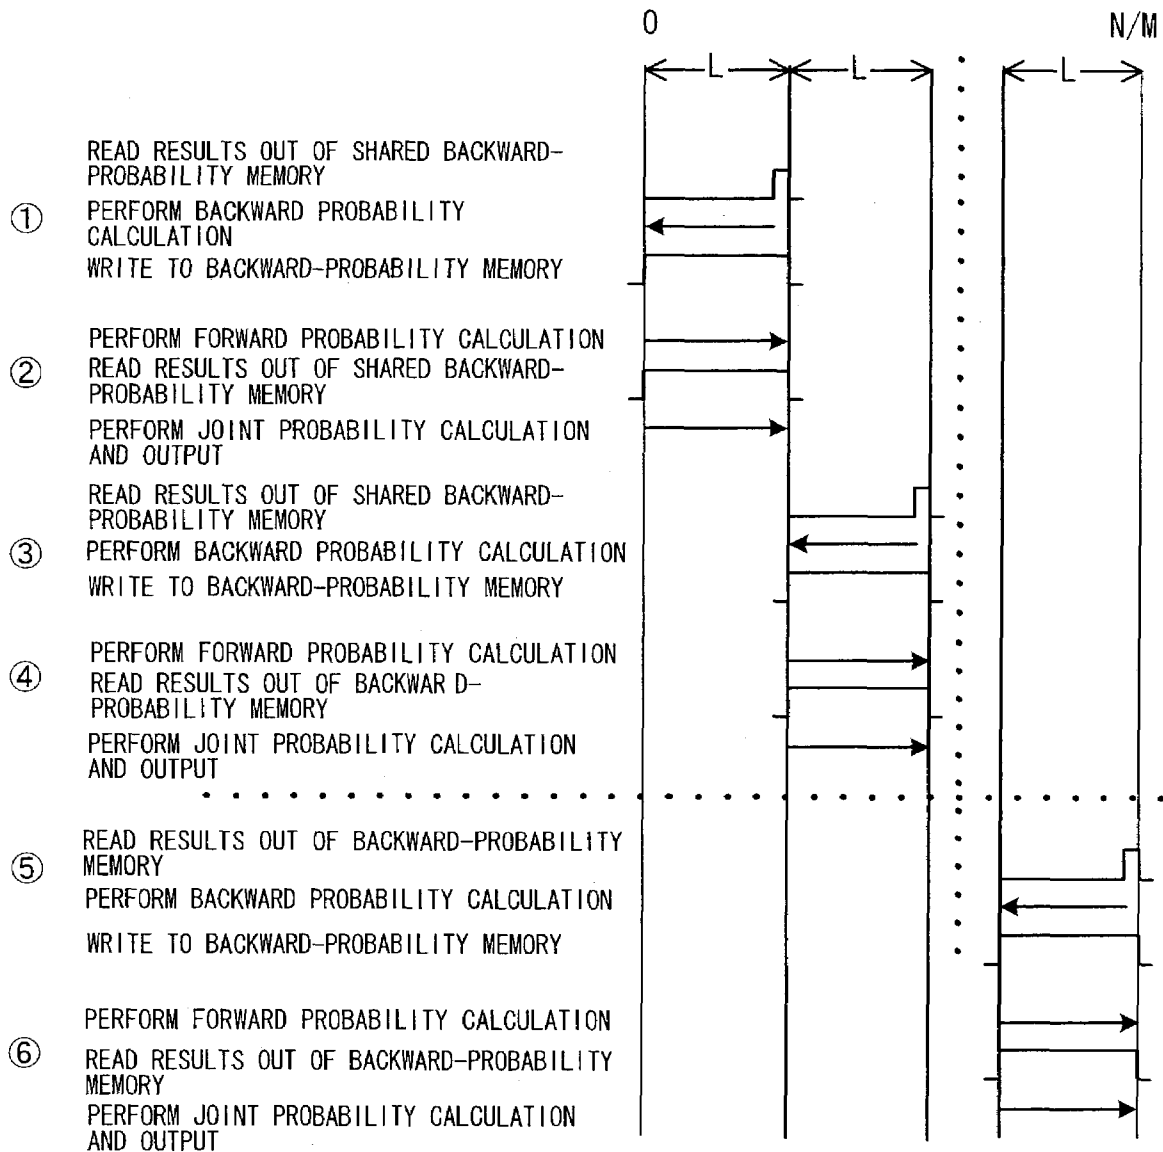 0 N/M
L L L
READ RESULTS OUT OF SHARED BACKWARD-
PROBABILITY MEMORY
① PERFORM BACKWARD PROBABILITY
CALCULATION
WRITE TO BACKWARD-PROBABILITY MEMORY
PERFORM FORWARD PROBABILITY CALCULATION
② READ RESULTS OUT OF SHARED BACKWARD-
PROBABILITY MEMORY
PERFORM JOINT PROBABILITY CALCULATION
AND OUTPUT
READ RESULTS OUT OF SHARED BACKWARD-
PROBABILITY MEMORY
③ PERFORM BACKWARD PROBABILITY CALCULATION
WRITE TO BACKWARD-PROBABILITY MEMORY
PERFORM FORWARD PROBABILITY CALCULATION
④ READ RESULTS OUT OF BACKWAR D-
PROBABILITY MEMORY
PERFORM JOINT PROBABILITY CALCULATION
AND OUTPUT
READ RESULTS OUT OF BACKWARD-PROBABILITY
⑤ MEMORY
PERFORM BACKWARD PROBABILITY CALCULATION
WRITE TO BACKWARD-PROBABILITY MEMORY
PERFORM FORWARD PROBABILITY CALCULATION
⑥ READ RESULTS OUT OF BACKWARD-PROBABILITY
MEMORY
PERFORM JOINT PROBABILITY CALCULATION
AND OUTPUT